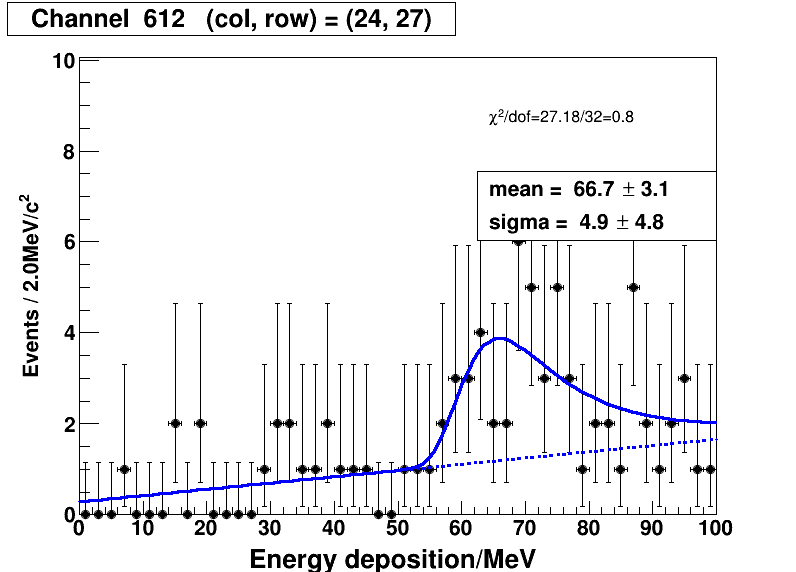 Channel 612 (col, row) = (24, 27)
10
8
6
4
2
0
Events / 2.0MeV/c²
χ²/dof=27.18/32=0.8
mean = 66.7 ± 3.1
sigma = 4.9 ± 4.8
0 10 20 30 40 50 60 70 80 90 100
Energy deposition/MeV